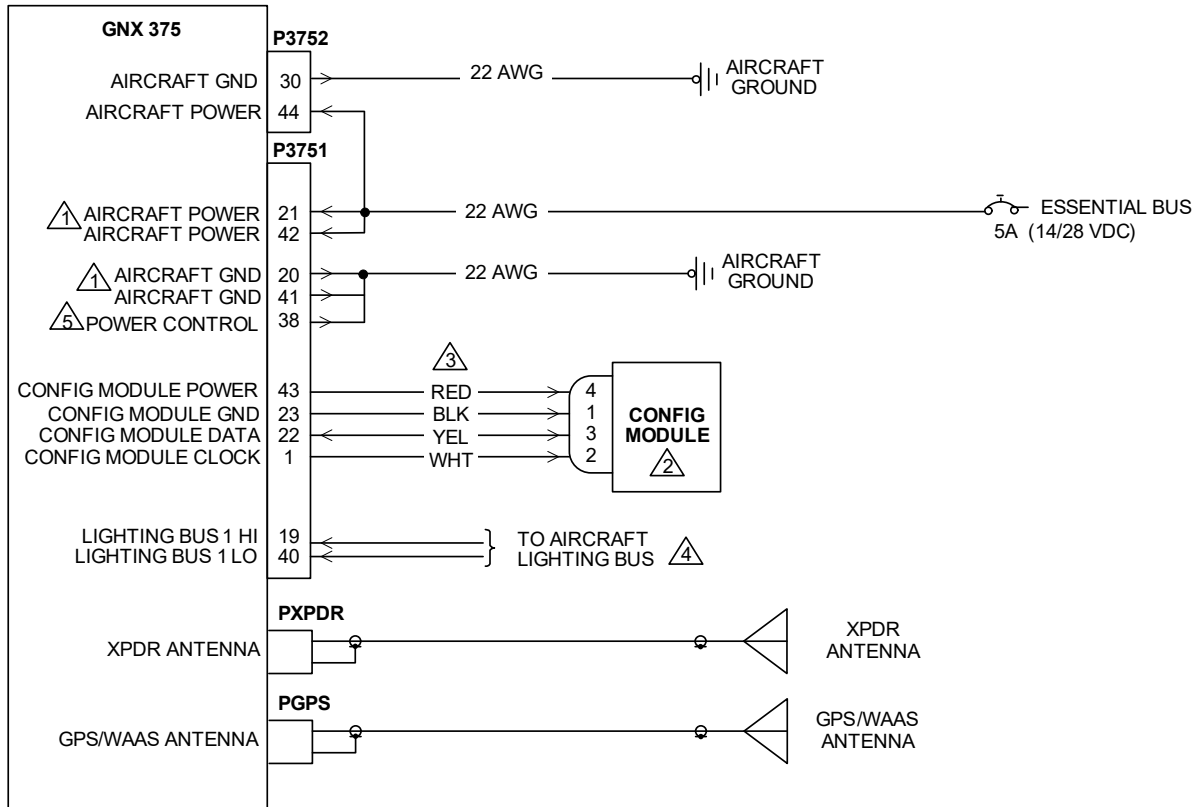 GNX 375
P3752
AIRCRAFT GND 30 22 AWG AIRCRAFT GROUND
AIRCRAFT POWER 44
P3751
1 AIRCRAFT POWER 21 22 AWG ESSENTIAL BUS
AIRCRAFT POWER 42 5A (14/28 VDC)
1 AIRCRAFT GND 20 22 AWG AIRCRAFT GROUND
AIRCRAFT GND 41
5 POWER CONTROL 38
3
CONFIG MODULE POWER 43 RED 4
CONFIG MODULE GND 23 BLK 1 CONFIG
CONFIG MODULE DATA 22 YEL 3 MODULE
CONFIG MODULE CLOCK 1 WHT 2 2
LIGHTING BUS 1 HI 19 TO AIRCRAFT
LIGHTING BUS 1 LO 40 LIGHTING BUS 4
PXPDR
XPDR ANTENNA XPDR ANTENNA
PGPS
GPS/WAAS ANTENNA GPS/WAAS ANTENNA